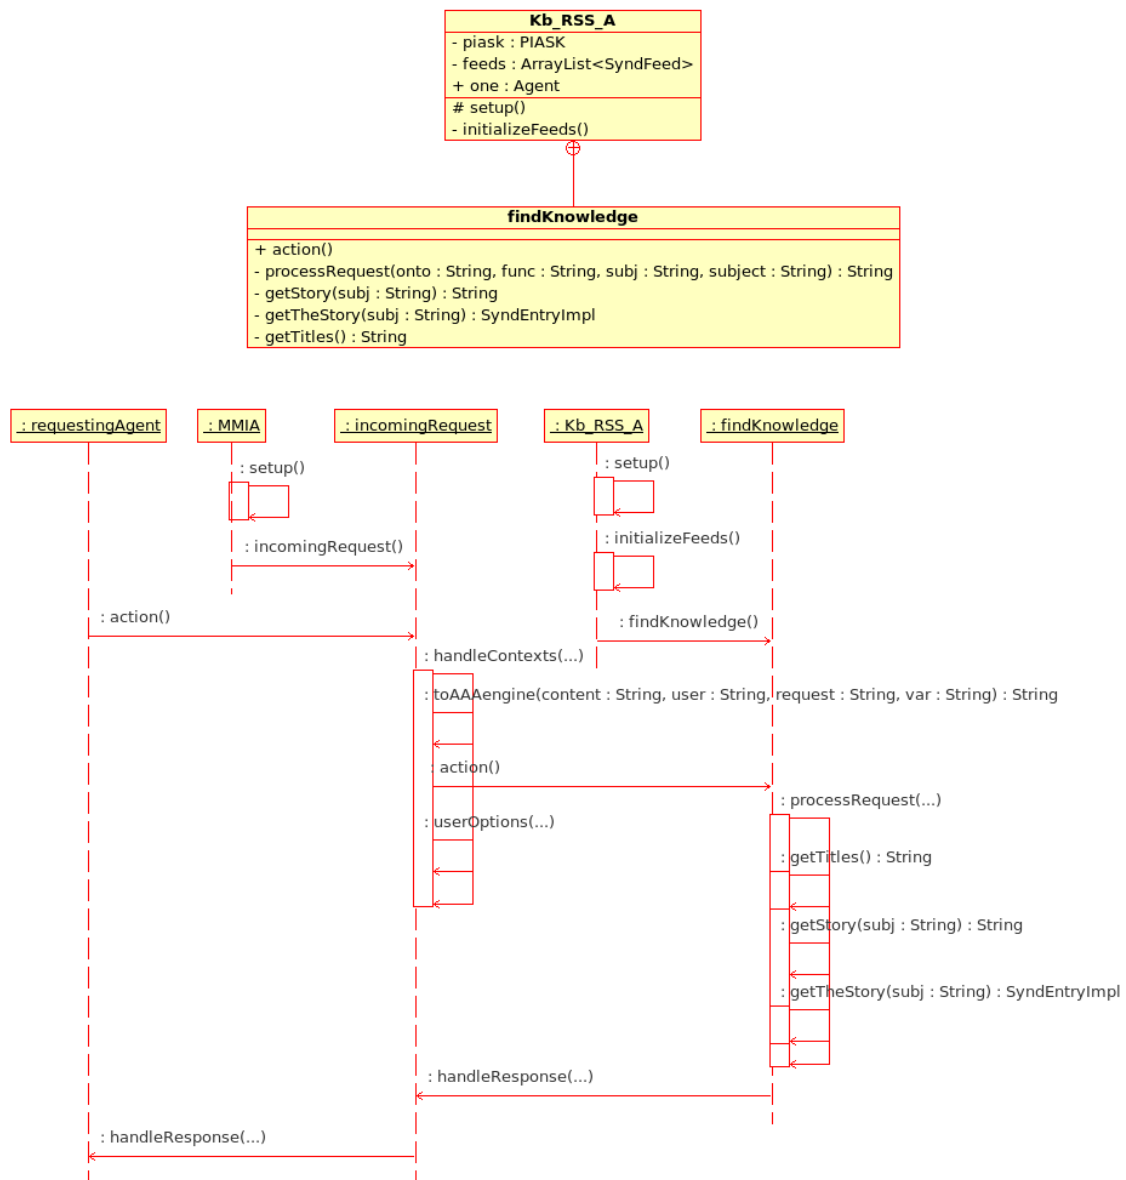 Kb_RSS_A
- piask : PIASK
- feeds : ArrayList<SyndFeed>
+ one : Agent
# setup()
- initializeFeeds()
findKnowledge
+ action()
- processRequest(onto : String, func : String, subj : String, subject : String) : String
- getStory(subj : String) : String
- getTheStory(subj : String) : SyndEntryImpl
- getTitles() : String
: requestingAgent
: MMIA
: incomingRequest
: Kb_RSS_A
: findKnowledge
: setup()
: setup()
: initializeFeeds()
: incomingRequest()
: action()
: findKnowledge()
: handleContexts(...)
: toAAAengine(content : String, user : String, request : String, var : String) : String
: action()
: processRequest(...)
: userOptions(...)
: getTitles() : String
: getStory(subj : String) : String
: getTheStory(subj : String) : SyndEntryImpl
: handleResponse(...)
: handleResponse(...)